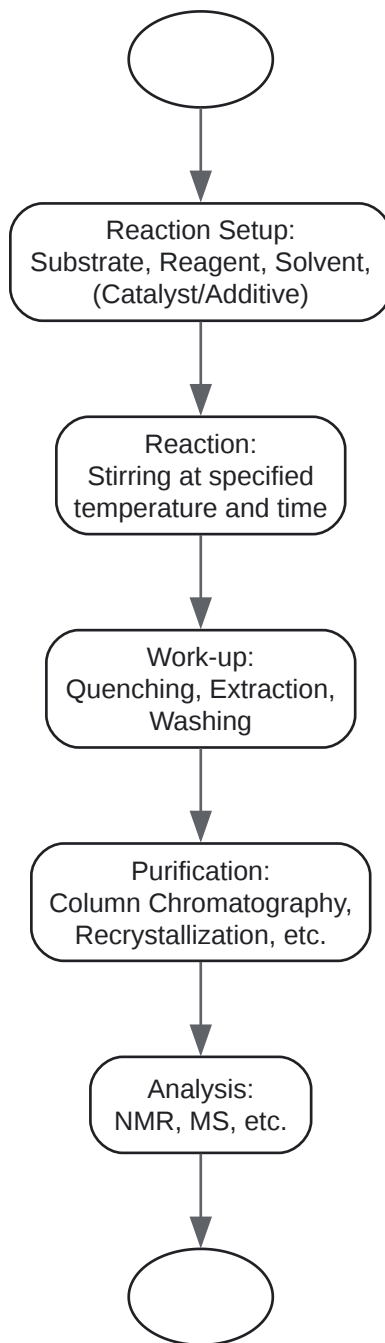 Reaction Setup:
Substrate, Reagent, Solvent,
(Catalyst/Additive)
Reaction:
Stirring at specified
temperature and time
Work-up:
Quenching, Extraction,
Washing
Purification:
Column Chromatography,
Recrystallization, etc.
Analysis:
NMR, MS, etc.